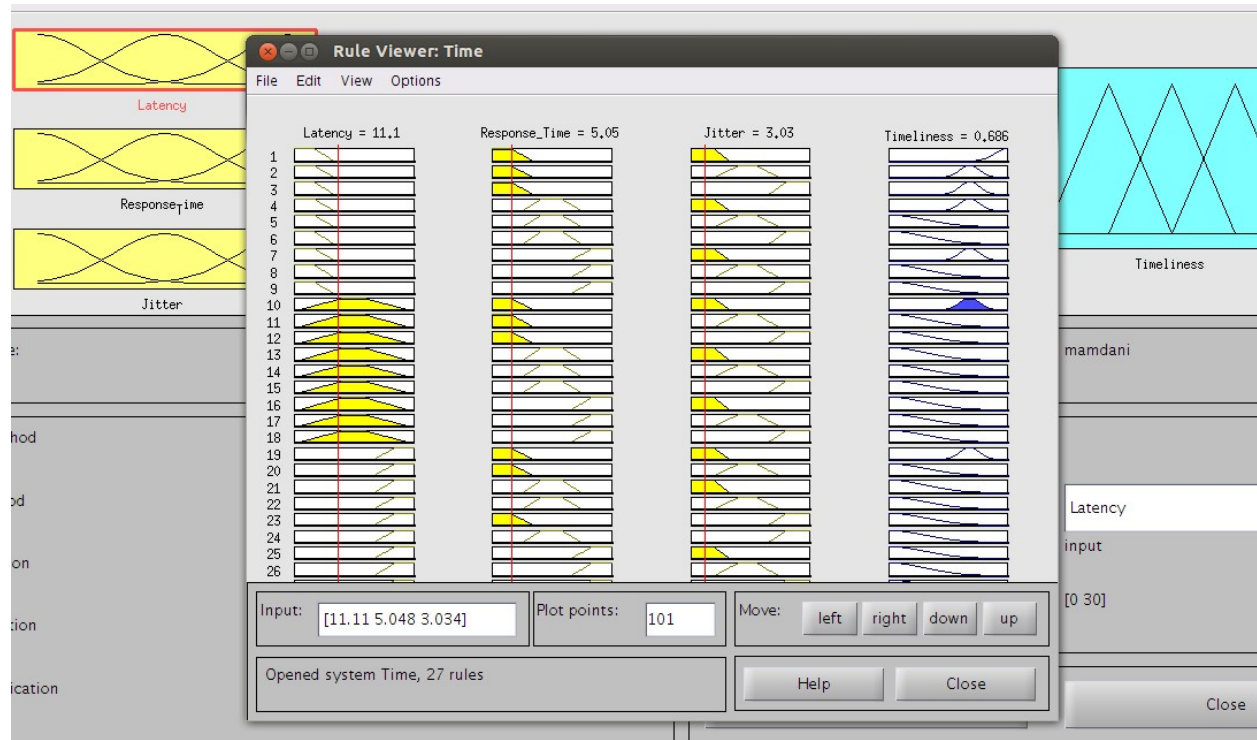 Latency
ResponseTime
Jitter
Rule Viewer: Time
File Edit View Options
Latency = 11.1 Response_Time = 5.05 Jitter = 3.03 Timeliness = 0.686
1
2
3
4
5
6
7
8
9
10
11
12
13
14
15
16
17
18
19
20
21
22
23
24
25
26
Input: [11.11 5.048 3.034] Plot points: 101 Move: left right down up
Opened system Time, 27 rules
Help Close
Timeliness
mamdani
Latency
input
[0 30]
Close